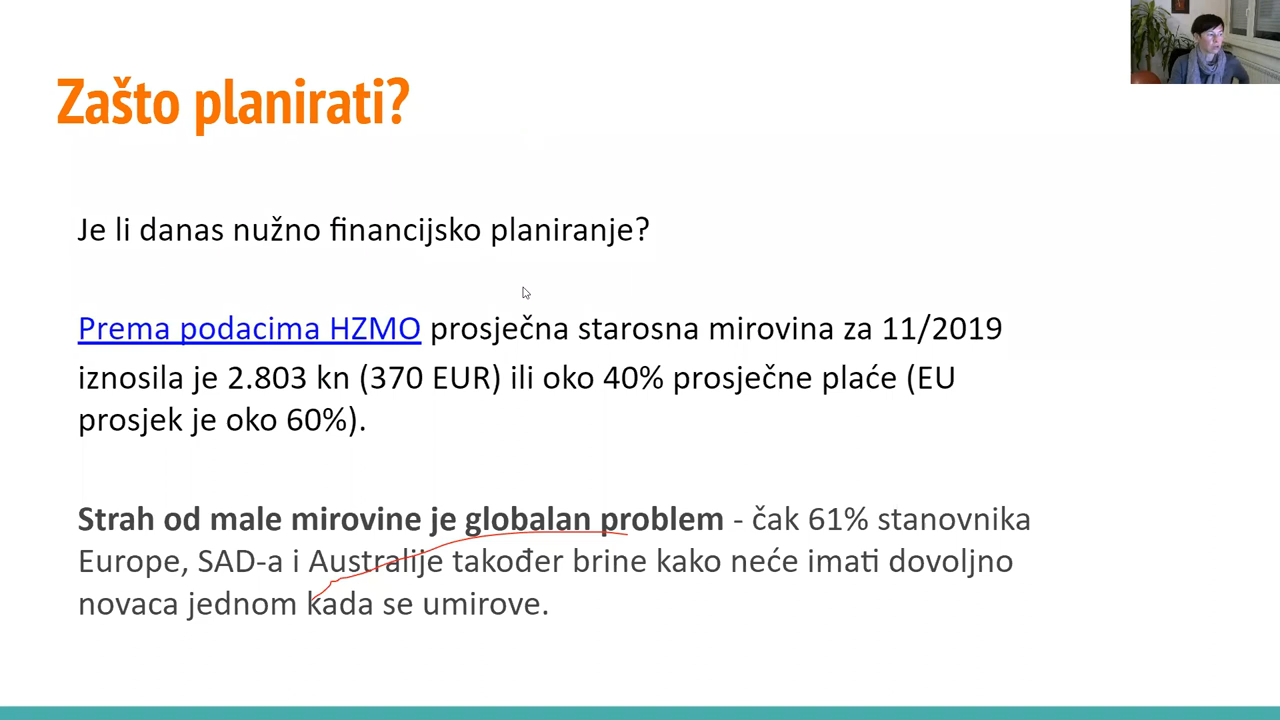 Zašto planirati?
Je li danas nužno financijsko planiranje?
Prema podacima HZMO prosječna starosna mirovina za 11/2019
iznosila je 2.803 kn (370 EUR) ili oko 40% prosječne plaće (EU
prosjek je oko 60%).
Strah od male mirovine je globalan problem - čak 61% stanovnika
Europe, SAD-a i Australije također brine kako neće imati dovoljno
novaca jednom kada se umirove.